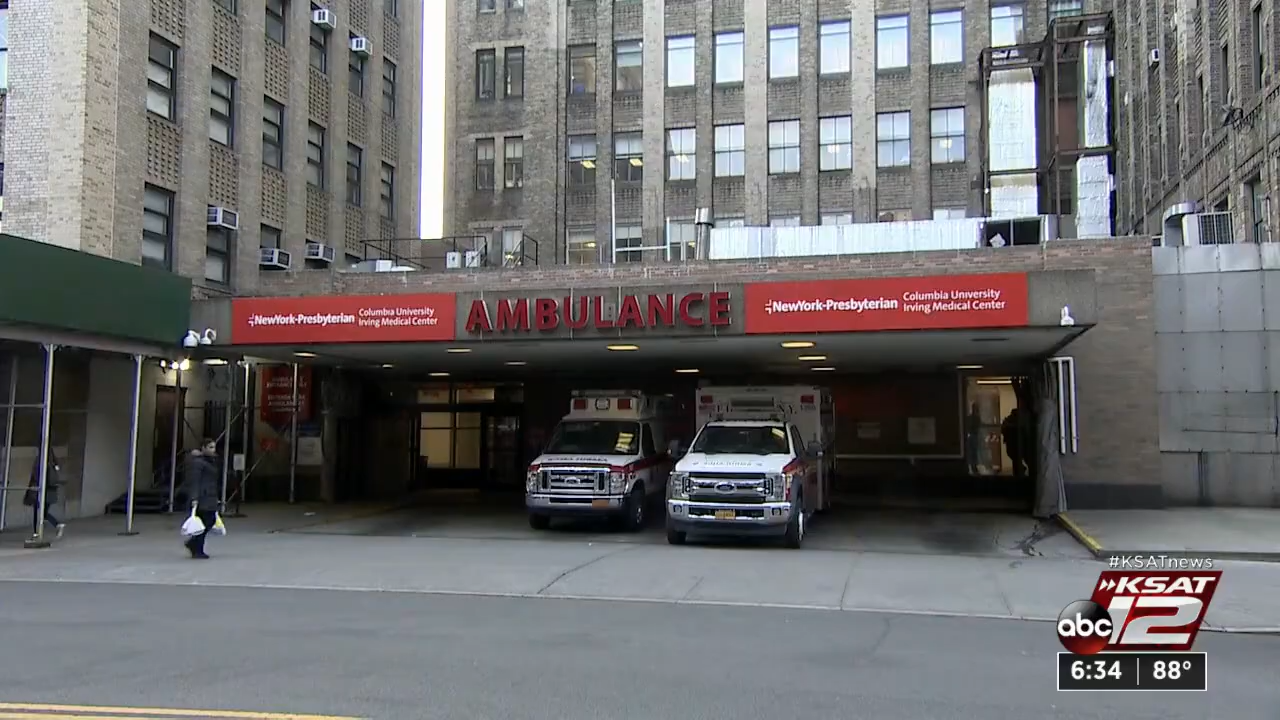 NewYork-Presbyterian
Columbia University
Irving Medical Center
AMBULANCE
NewYork-Presbyterian
Columbia University
Irving Medical Center
#KSATnews
KSAT
abc 12
6:34 88°